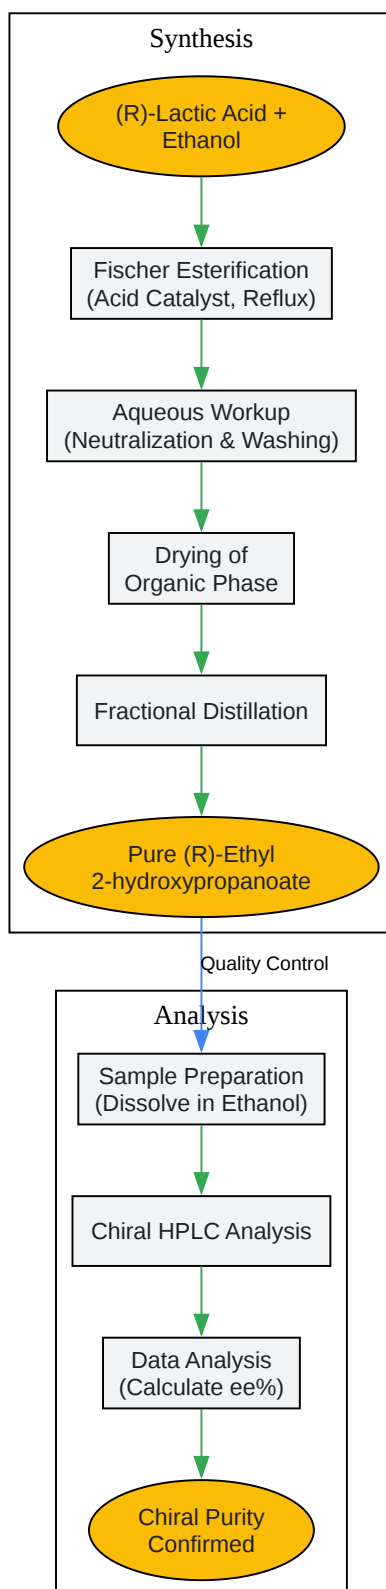 Synthesis
(R)-Lactic Acid +
Ethanol
Fischer Esterification
(Acid Catalyst, Reflux)
Aqueous Workup
(Neutralization & Washing)
Drying of
Organic Phase
Fractional Distillation
Pure (R)-Ethyl
2-hydroxypropanoate
Quality Control
Analysis
Sample Preparation
(Dissolve in Ethanol)
Chiral HPLC Analysis
Data Analysis
(Calculate ee%)
Chiral Purity
Confirmed